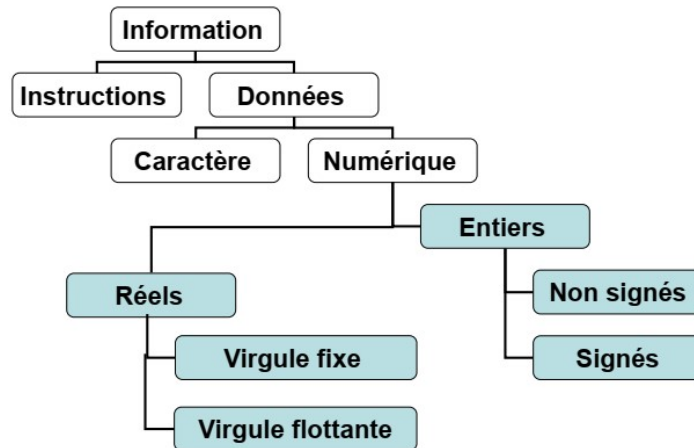 Information
Instructions
Données
Caractère
Numérique
Entiers
Réels
Non signés
Virgule fixe
Signés
Virgule flottante